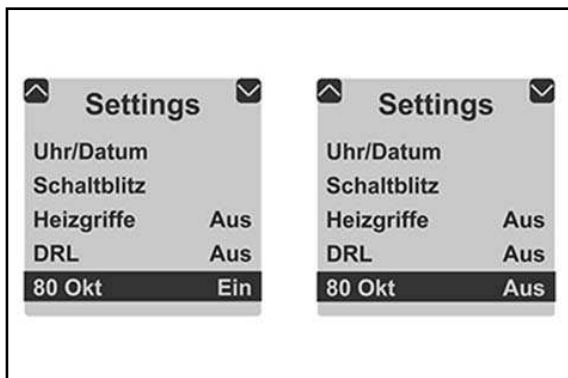 Settings
Uhr/Datum
Schaltblitz
Heizgriffe Aus
DRL Aus
80 Okt Ein
Settings
Uhr/Datum
Schaltblitz
Heizgriffe Aus
DRL Aus
80 Okt Aus